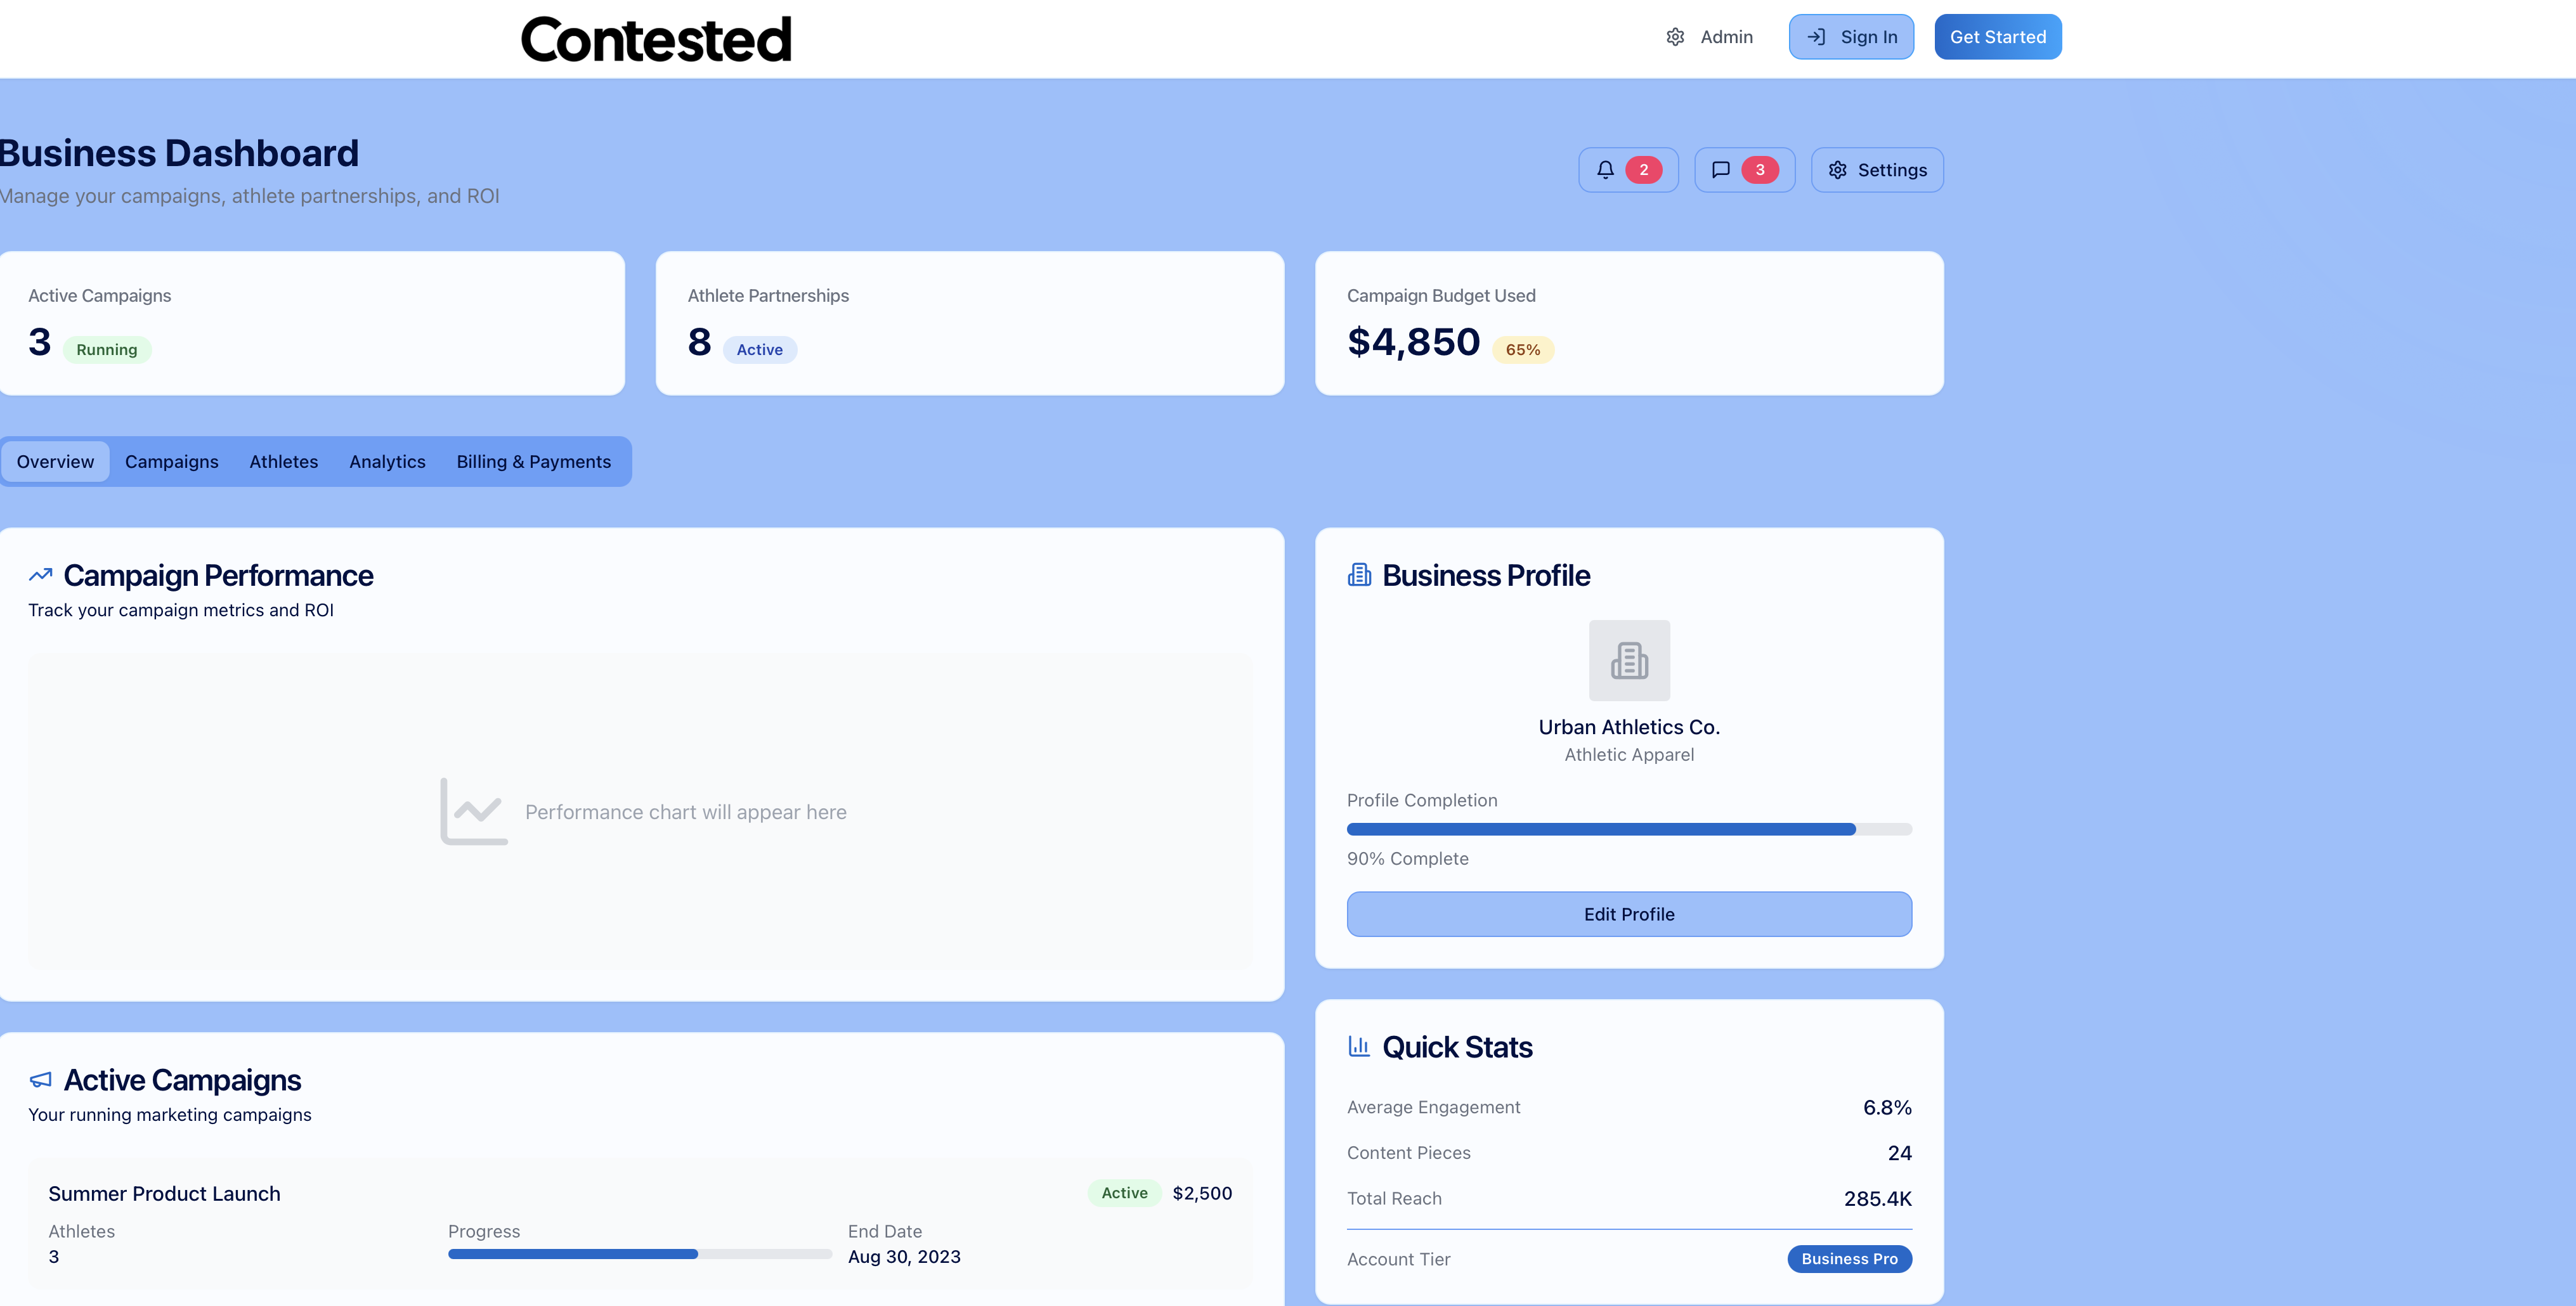 Contested
Admin
Sign In
Get Started
Business Dashboard
Manage your campaigns, athlete partnerships, and ROI
2
3
Settings
Active Campaigns
3 Running
Athlete Partnerships
8 Active
Campaign Budget Used
$4,850 65%
Overview Campaigns Athletes Analytics Billing & Payments
Campaign Performance
Track your campaign metrics and ROI
Performance chart will appear here
Business Profile
Urban Athletics Co.
Athletic Apparel
Profile Completion
90% Complete
Edit Profile
Active Campaigns
Your running marketing campaigns
Summer Product Launch
Active $2,500
Athletes
3
Progress
End Date
Aug 30, 2023
Quick Stats
Average Engagement 6.8%
Content Pieces 24
Total Reach 285.4K
Account Tier Business Pro